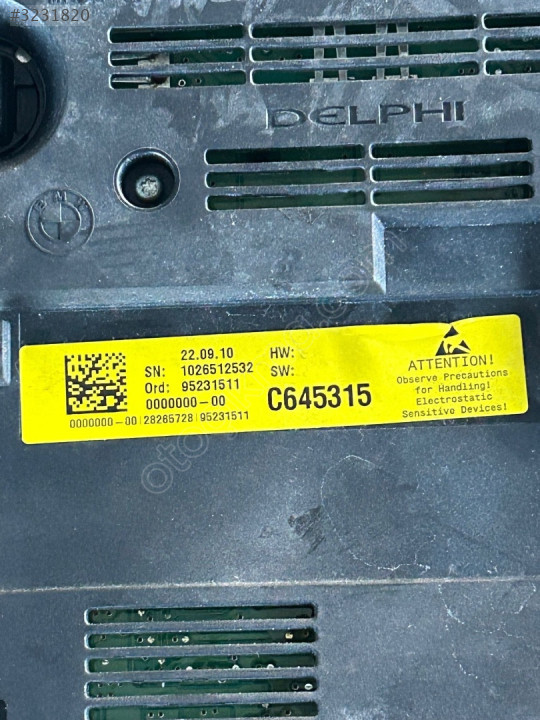 #3231820
DELPHI
BMW
22.09.10
SN: 1026512532
Ord: 95231511
0000000-00
0000000-00|28265728|95231511
HW:
SW:
C645315
ATTENTION!
Observe Precautions
for Handling!
Electrostatic
Sensitive Devices!